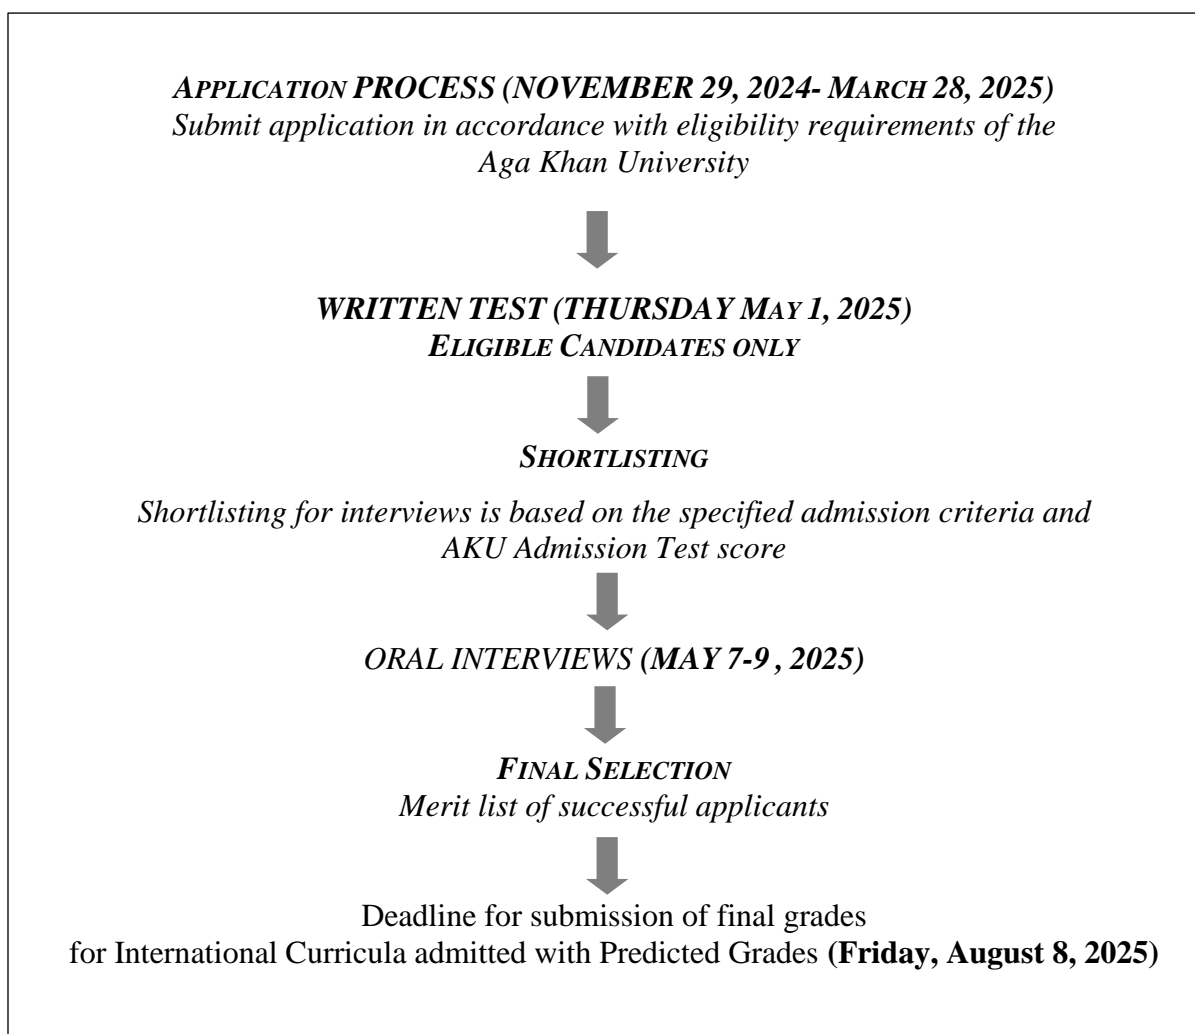 APPLICATION PROCESS (NOVEMBER 29, 2024- MARCH 28, 2025)
Submit application in accordance with eligibility requirements of the
Aga Khan University
WRITTEN TEST (THURSDAY MAY 1, 2025)
ELIGIBLE CANDIDATES ONLY
SHORTLISTING
Shortlisting for interviews is based on the specified admission criteria and
AKU Admission Test score
ORAL INTERVIEWS (MAY 7-9 , 2025)
FINAL SELECTION
Merit list of successful applicants
Deadline for submission of final grades
for International Curricula admitted with Predicted Grades (Friday, August 8, 2025)